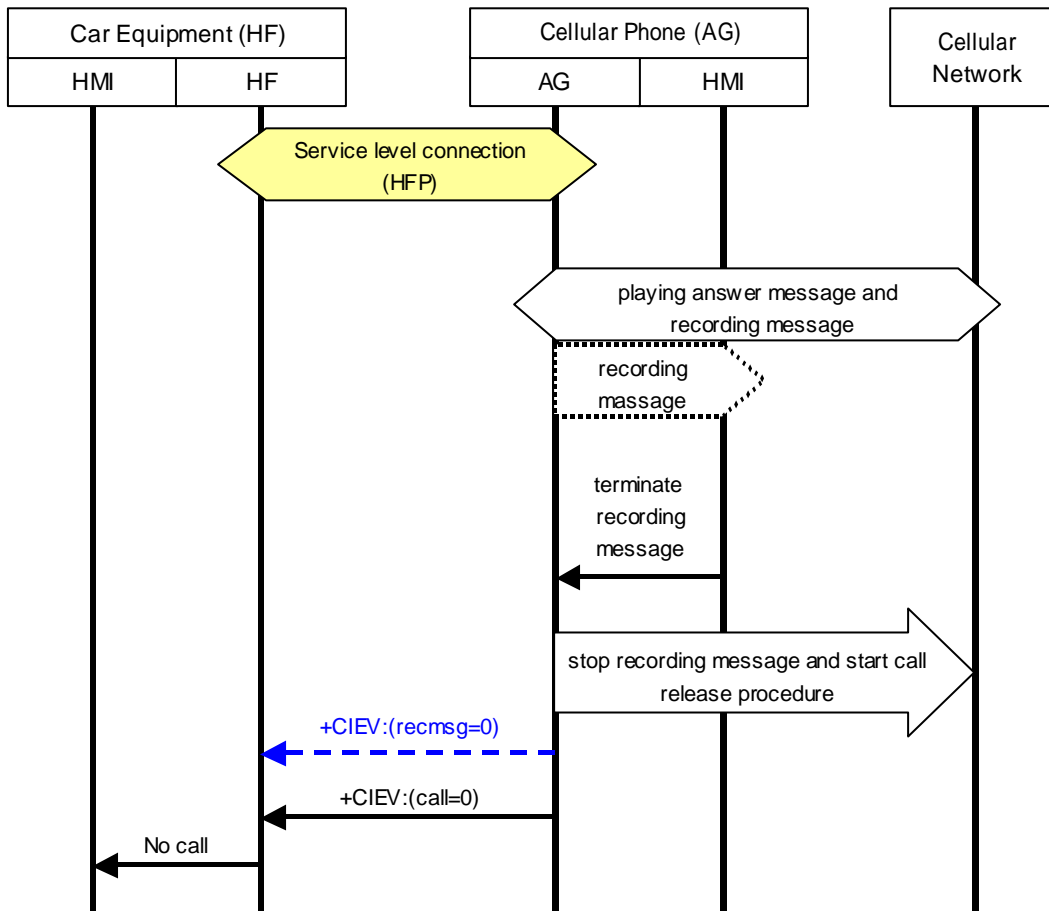 Car Equipment (HF)
Cellular Phone (AG)
Cellular
Network
HMI
HF
AG
HMI
Service level connection
(HFP)
playing answer message and
recording message
recording
massage
terminate
recording
message
stop recording message and start call
release procedure
+CIEV:(recmsg=0)
+CIEV:(call=0)
No call